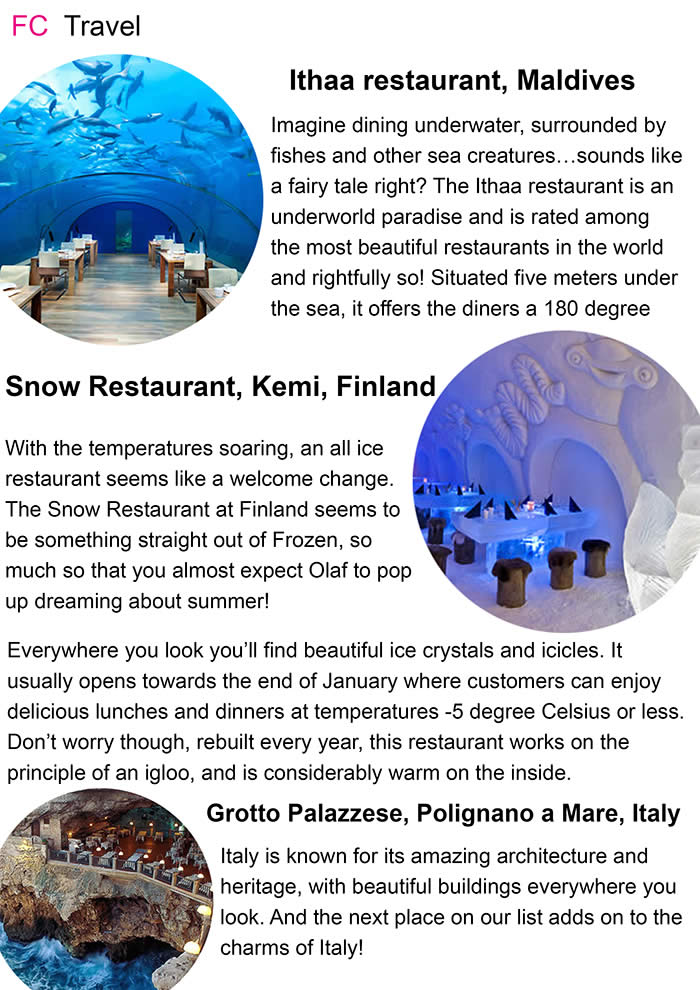 FC Travel
Ithaa restaurant, Maldives
Imagine dining underwater, surrounded by
fishes and other sea creatures…sounds like
a fairy tale right? The Ithaa restaurant is an
underworld paradise and is rated among
the most beautiful restaurants in the world
and rightfully so! Situated five meters under
the sea, it offers the diners a 180 degree
Snow Restaurant, Kemi, Finland
With the temperatures soaring, an all ice
restaurant seems like a welcome change.
The Snow Restaurant at Finland seems to
be something straight out of Frozen, so
much so that you almost expect Olaf to pop
up dreaming about summer!
Everywhere you look you’ll find beautiful ice crystals and icicles. It
usually opens towards the end of January where customers can enjoy
delicious lunches and dinners at temperatures -5 degree Celsius or less.
Don’t worry though, rebuilt every year, this restaurant works on the
principle of an igloo, and is considerably warm on the inside.
Grotto Palazzese, Polignano a Mare, Italy
Italy is known for its amazing architecture and
heritage, with beautiful buildings everywhere you
look. And the next place on our list adds on to the
charms of Italy!